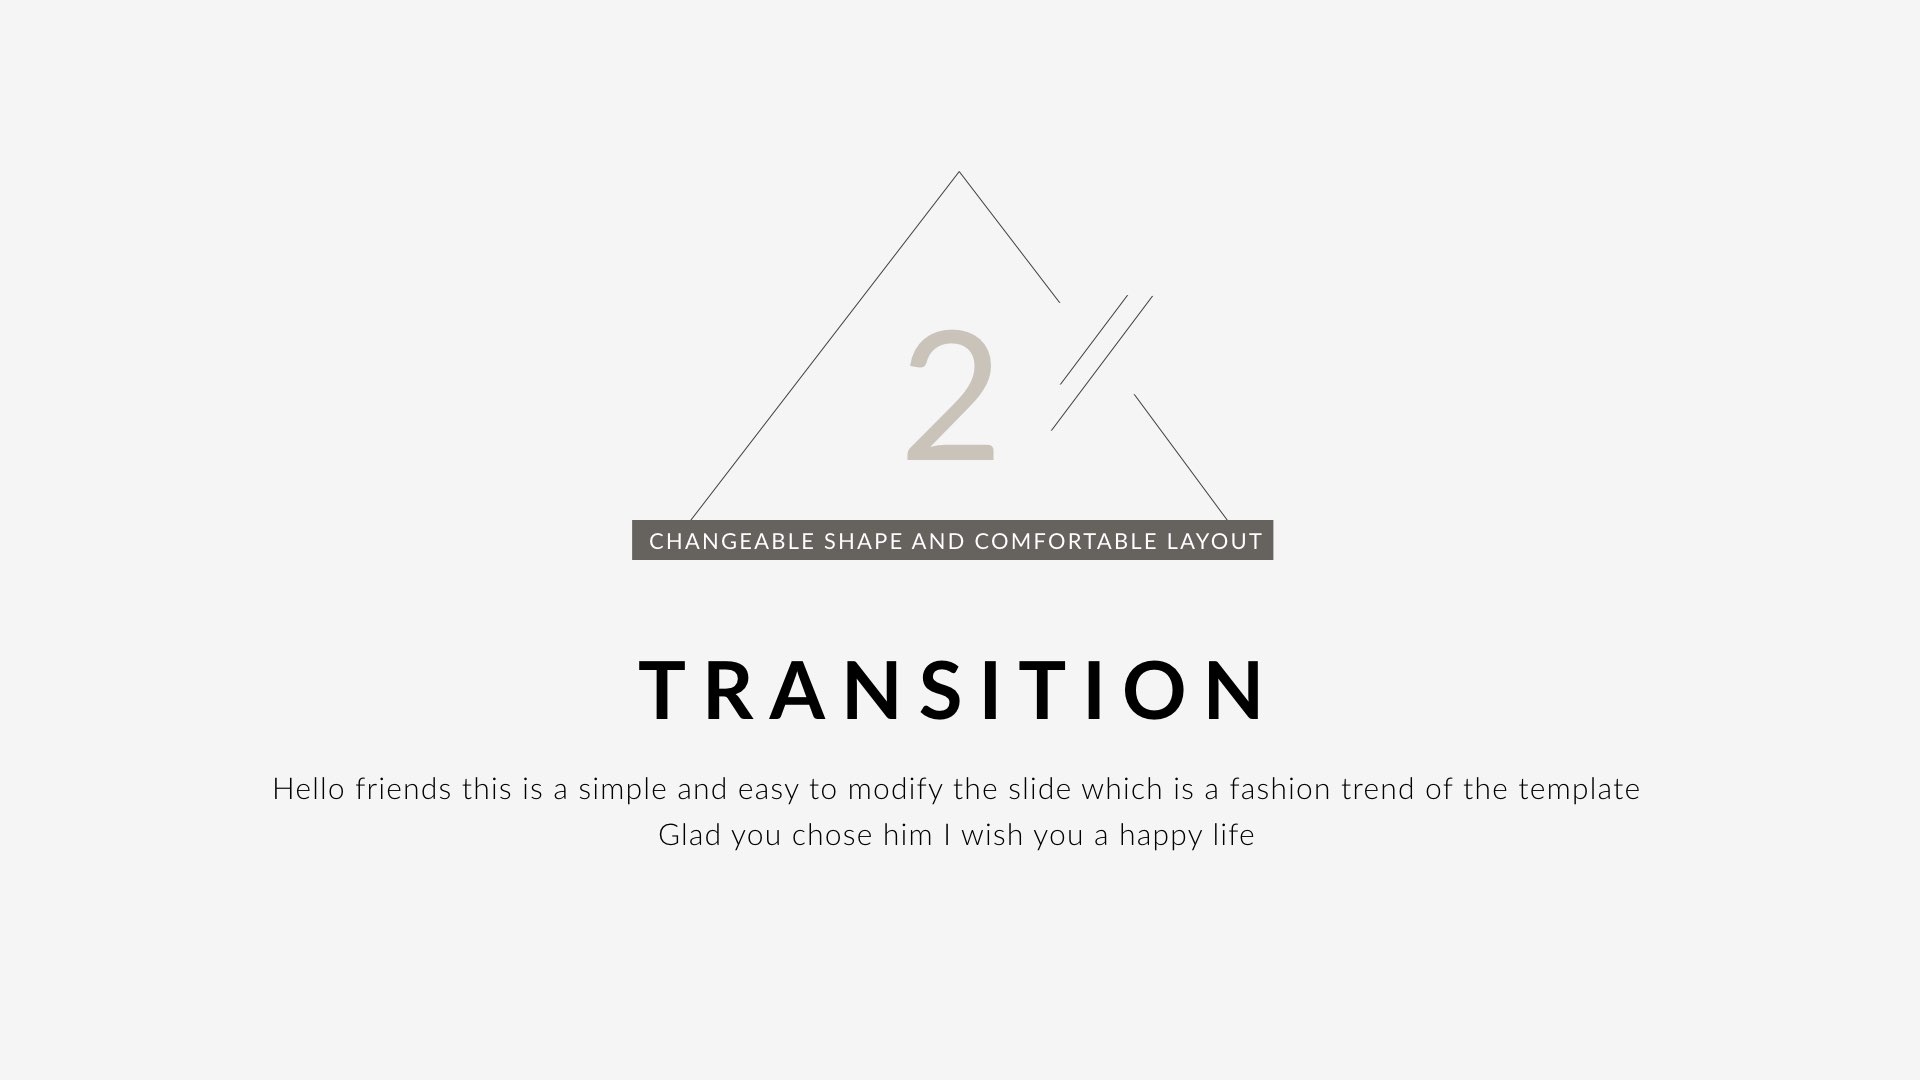 2
CHANGEABLE SHAPE AND COMFORTABLE LAYOUT
TRANSITION
Hello friends this is a simple and easy to modify the slide which is a fashion trend of the template
Glad you chose him I wish you a happy life